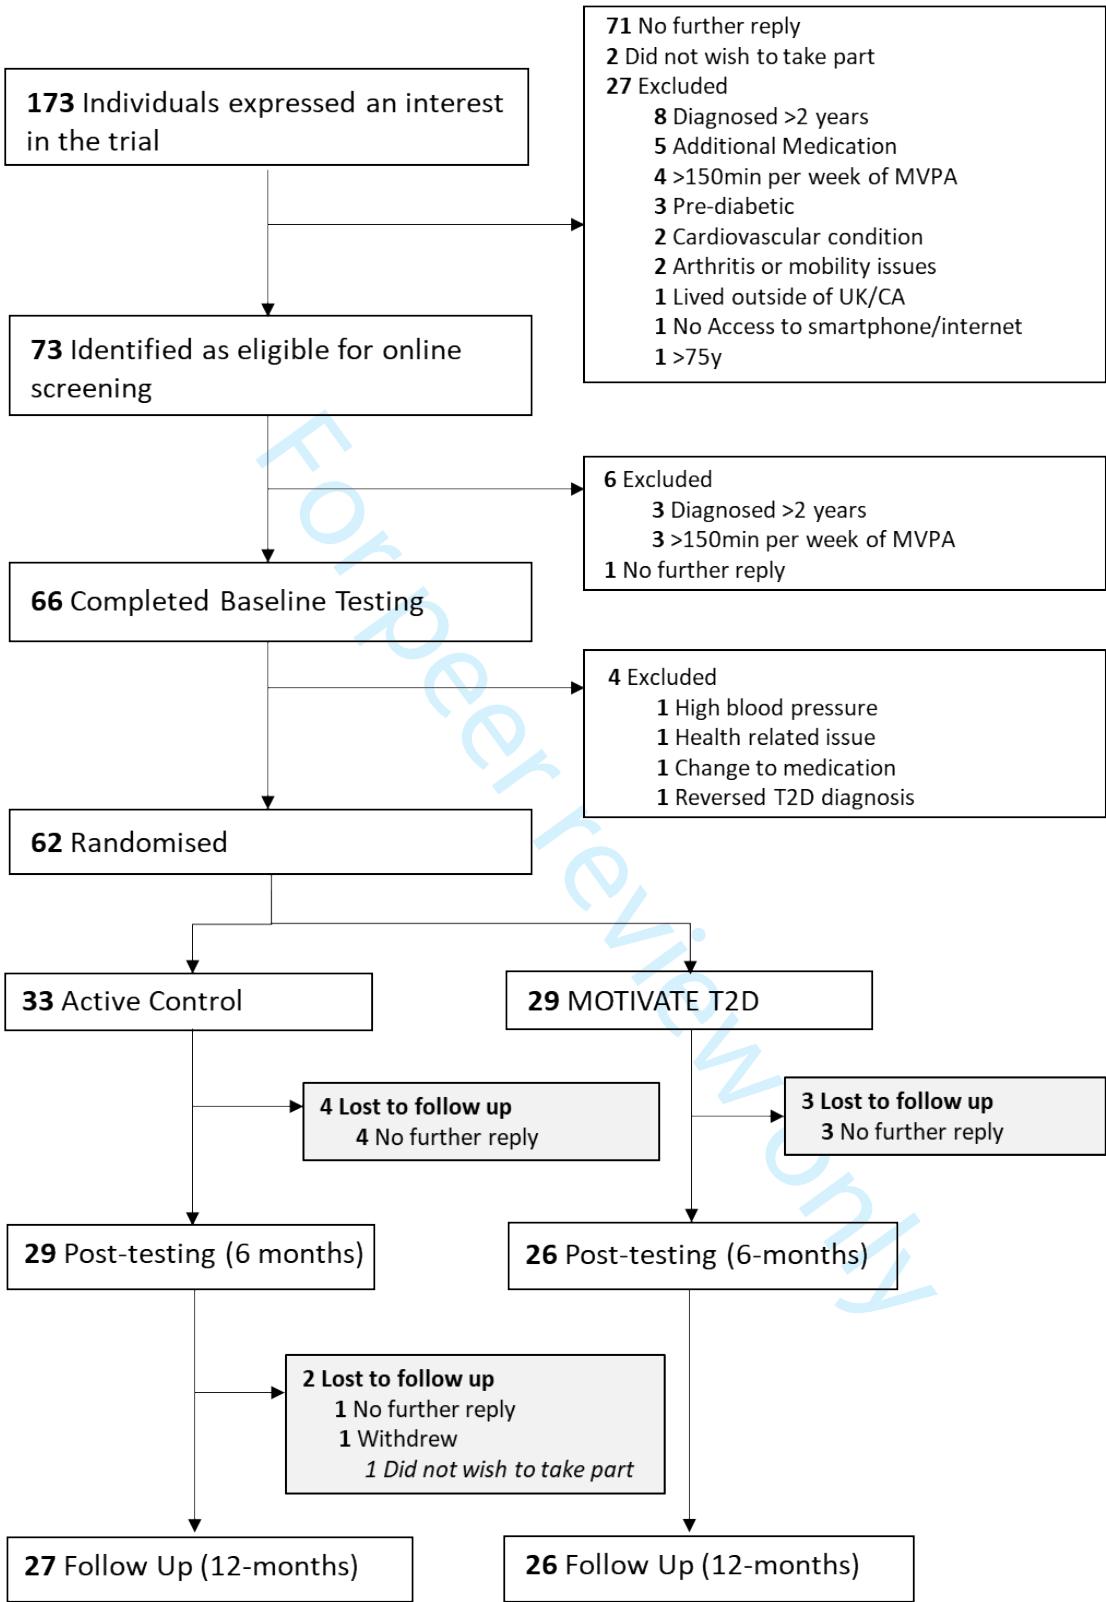 173 Individuals expressed an interest
in the trial
71 No further reply
2 Did not wish to take part
27 Excluded
8 Diagnosed >2 years
5 Additional Medication
4 >150min per week of MVPA
3 Pre-diabetic
2 Cardiovascular condition
2 Arthritis or mobility issues
1 Lived outside of UK/CA
1 No Access to smartphone/internet
1 >75y
73 Identified as eligible for online
screening
6 Excluded
3 Diagnosed >2 years
3 >150min per week of MVPA
1 No further reply
66 Completed Baseline Testing
4 Excluded
1 High blood pressure
1 Health related issue
1 Change to medication
1 Reversed T2D diagnosis
62 Randomised
33 Active Control
29 MOTIVATE T2D
4 Lost to follow up
4 No further reply
3 Lost to follow up
3 No further reply
29 Post-testing (6 months)
26 Post-testing (6-months)
2 Lost to follow up
1 No further reply
1 Withdrew
1 Did not wish to take part
27 Follow Up (12-months)
26 Follow Up (12-months)
For peer review only